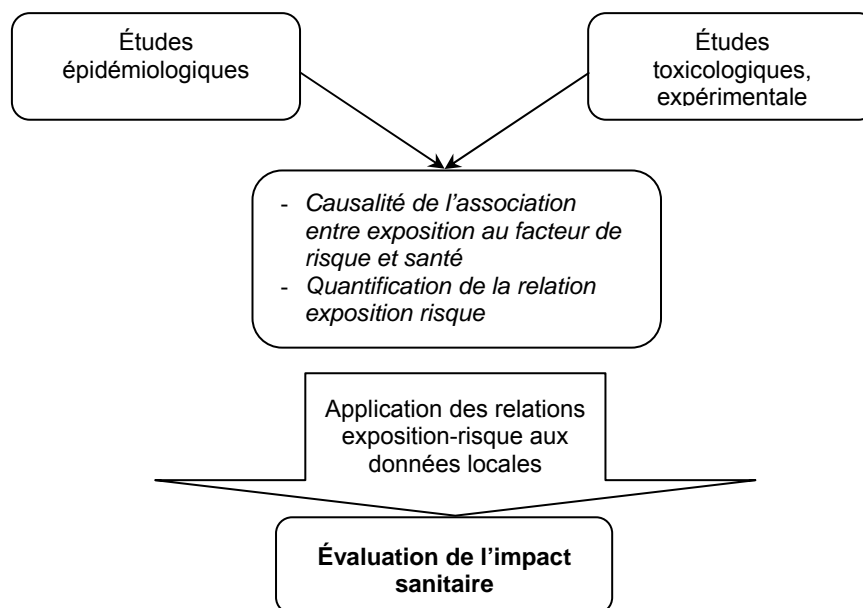 Études
épidémiologiques
Études
toxicologiques,
expérimentale
- Causalité de l’association
entre exposition au facteur de
risque et santé
- Quantification de la relation
exposition risque
Application des relations
exposition-risque aux
données locales
Évaluation de l’impact
sanitaire